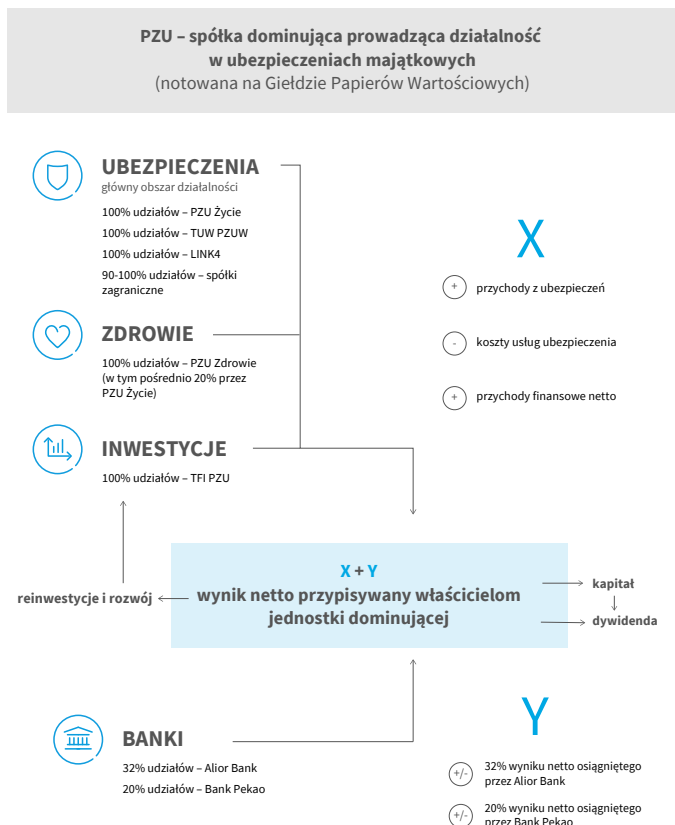 PZU – spółka dominująca prowadząca działalność
w ubezpieczeniach majątkowych
(notowana na Giełdzie Papierów Wartościowych)
UBEZPIECZENIA
główny obszar działalności
100% udziałów – PZU Życie
100% udziałów – TUW PZUW
100% udziałów – LINK4
90-100% udziałów – spółki
zagraniczne
ZDROWIE
100% udziałów – PZU Zdrowie
(w tym pośrednio 20% przez
PZU Życie)
INWESTYCJE
100% udziałów – TFI PZU
X
+ przychody z ubezpieczeń
- koszty usług ubezpieczenia
+ przychody finansowe netto
X + Y
wynik netto przypisywany właścicielom
jednostki dominującej
reinwestycje i rozwój
kapitał
dywidenda
BANKI
32% udziałów – Alior Bank
20% udziałów – Bank Pekao
Y
+/- 32% wyniku netto osiągniętego
przez Alior Bank
+/- 20% wyniku netto osiągniętego
przez Bank Pekao